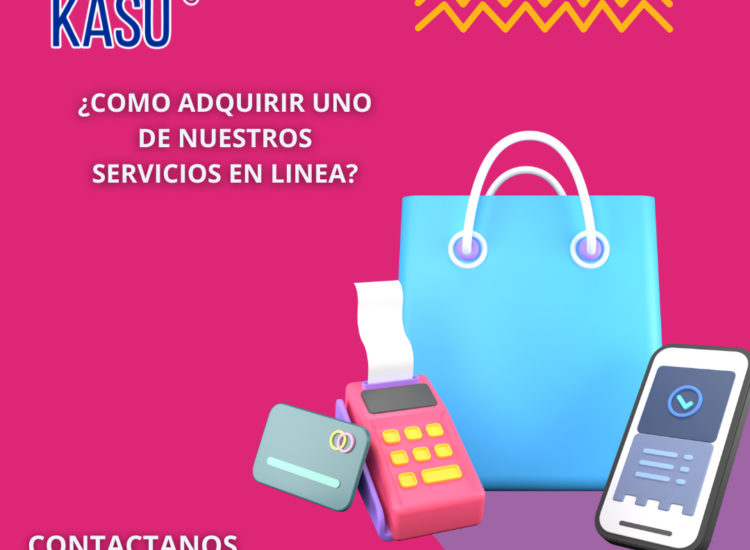 KASU®
¿COMO ADQUIRIR UNO
DE NUESTROS
SERVICIOS EN LINEA?
CONTACTANOS